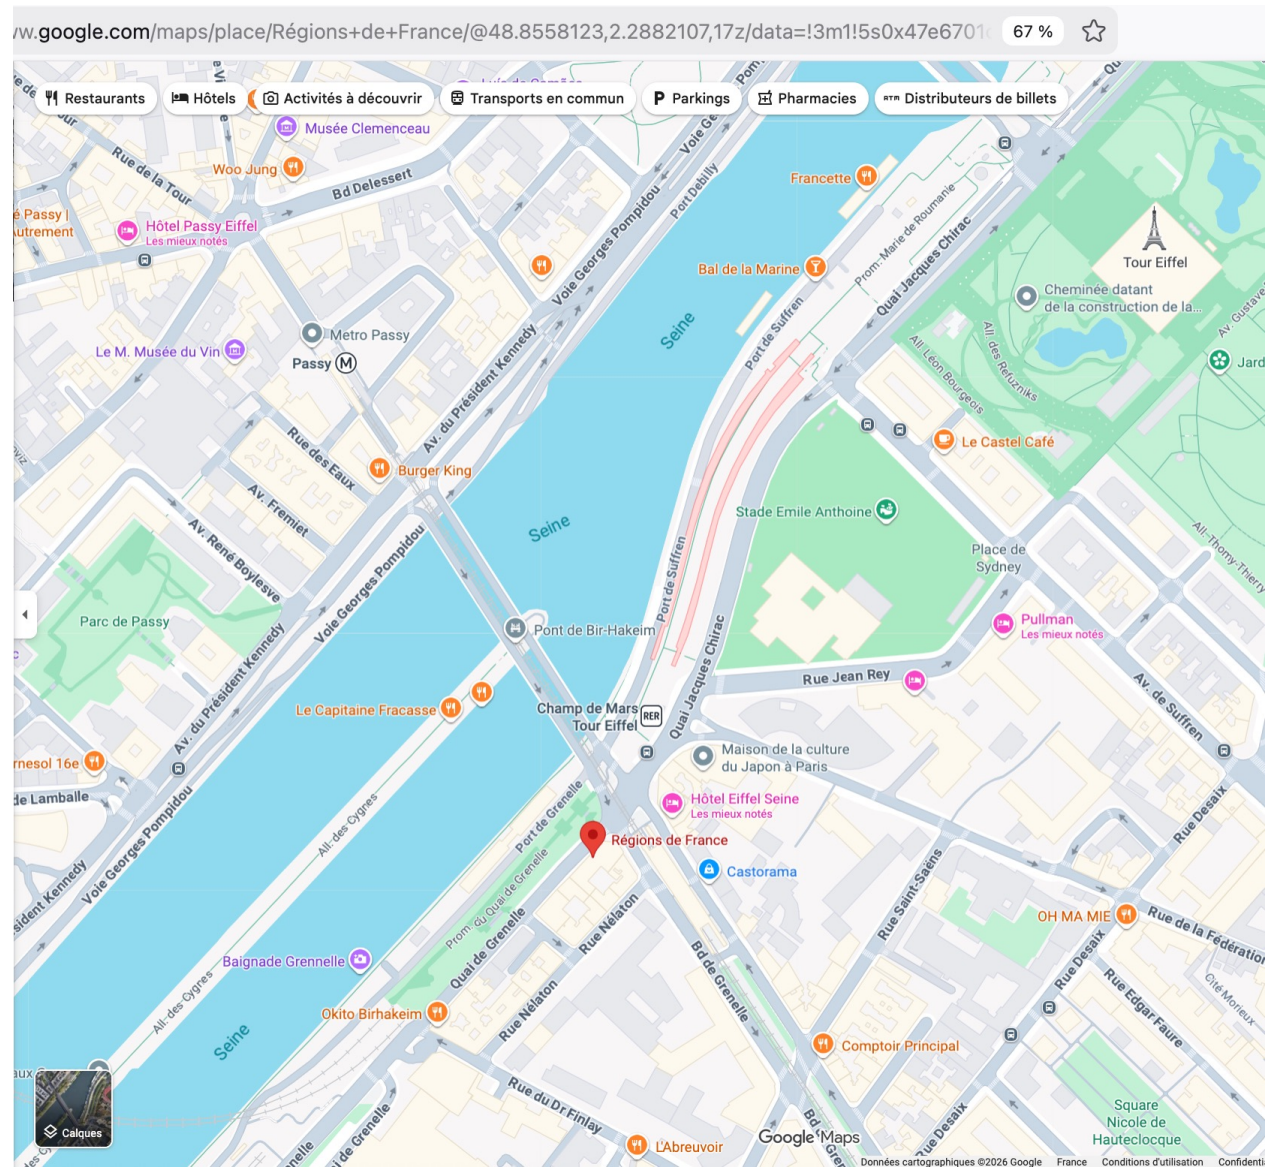 w.google.com/maps/place/Régions+de+France/@48.8558123,2.2882107,17z/data=!3m1!5s0x47e6701
67 %
Restaurants
Hôtels
Activités à découvrir
Transports en commun
Parkings
Pharmacies
ATM Distributeurs de billets
Musée Clemenceau
Woo Jung
Rue de la Tour
Bd Delessert
Voie Georges Pompidou
Port Debilly
Francette
Prom. Marie de Roumanie
é Passy |
utrement
Hôtel Passy Eiffel
Les mieux notés
Tour Eiffel
Bal de la Marine
Quai Jacques Chirac
Cheminée datant
de la construction de la...
Av. Gustave
Seine
Port de Suffren
Metro Passy
Le M. Musée du Vin
Passy
M
Av. du Président Kennedy
All. Léon Bourgeois
All. des Refuzniks
Jard
Rue des Eaux
Burger King
Le Castel Café
Av. Fremiet
Av. René Boylesve
Seine
Stade Emile Anthoine
Place de
Sydney
All. Thomy-Thierry
Port de Suffren
Voie Georges Pompidou
Parc de Passy
Pont de Bir-Hakeim
Pullman
Les mieux notés
Quai Jacques Chirac
Rue Jean Rey
Av. du Président Kennedy
Le Capitaine Fracasse
Champ de Mars
Tour Eiffel
RER
Av. de Suffren
Maison de la culture
du Japon à Paris
rnesol 16e
de Lamballe
Hôtel Eiffel Seine
Les mieux notés
Port de Grenelle
All. des Cygnes
Régions de France
Rue Desaix
Voie Georges Pompidou
Castorama
sident Kennedy
Prom. du Quai de Grenelle
Rue Saint-Saëns
Quai de Grenelle
Rue Nélaton
OH MA MIE
Rue de la Fédération
Baignade Grennelle
Bd de Grenelle
Rue Desaix
Rue Edgar Faure
Cité Morieux
All. des Cygnes
Okito Birhakeim
Rue Nélaton
Seine
Comptoir Principal
aux
Calques
Rue du Dr Finlay
Square
Nicole de
Hauteclocque
Rue Desaix
L'Abreuvoir
Google Maps
Données cartographiques ©2026 Google
France
Conditions d'utilisation
Confidenti